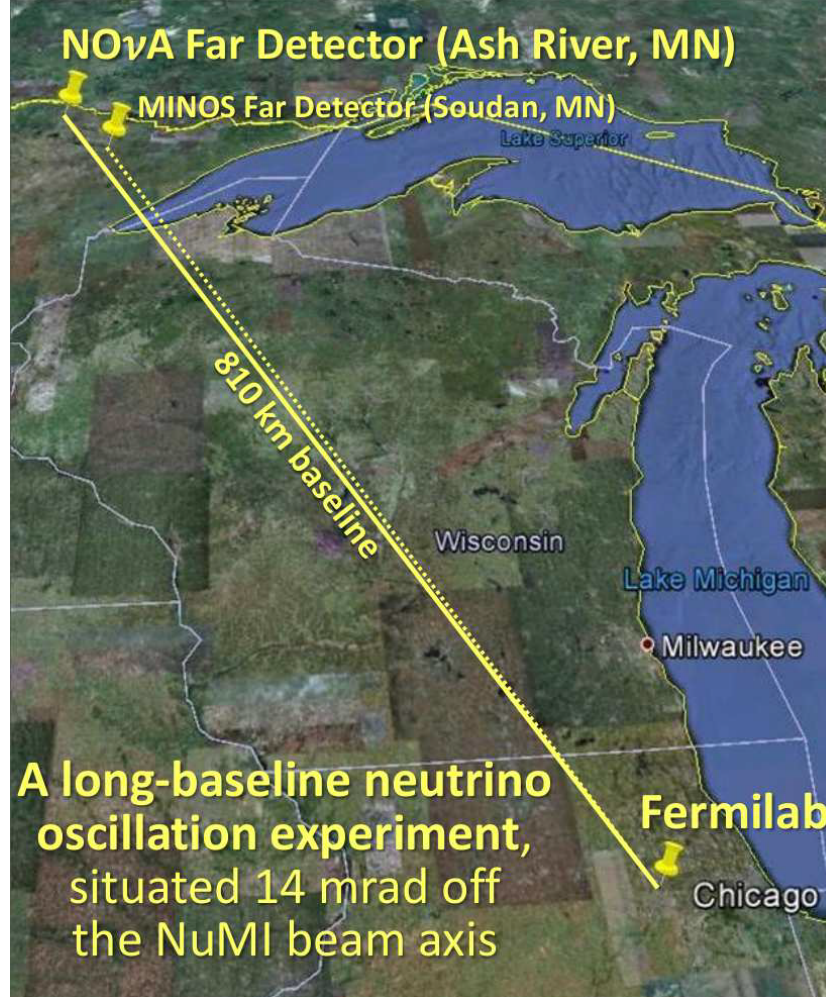 NOνA Far Detector (Ash River, MN)
MINOS Far Detector (Soudan, MN)
Lake Superior
810 km baseline
Wisconsin
Lake Michigan
Milwaukee
A long-baseline neutrino
oscillation experiment,
situated 14 mrad off
the NuMI beam axis
Fermilab
Chicago